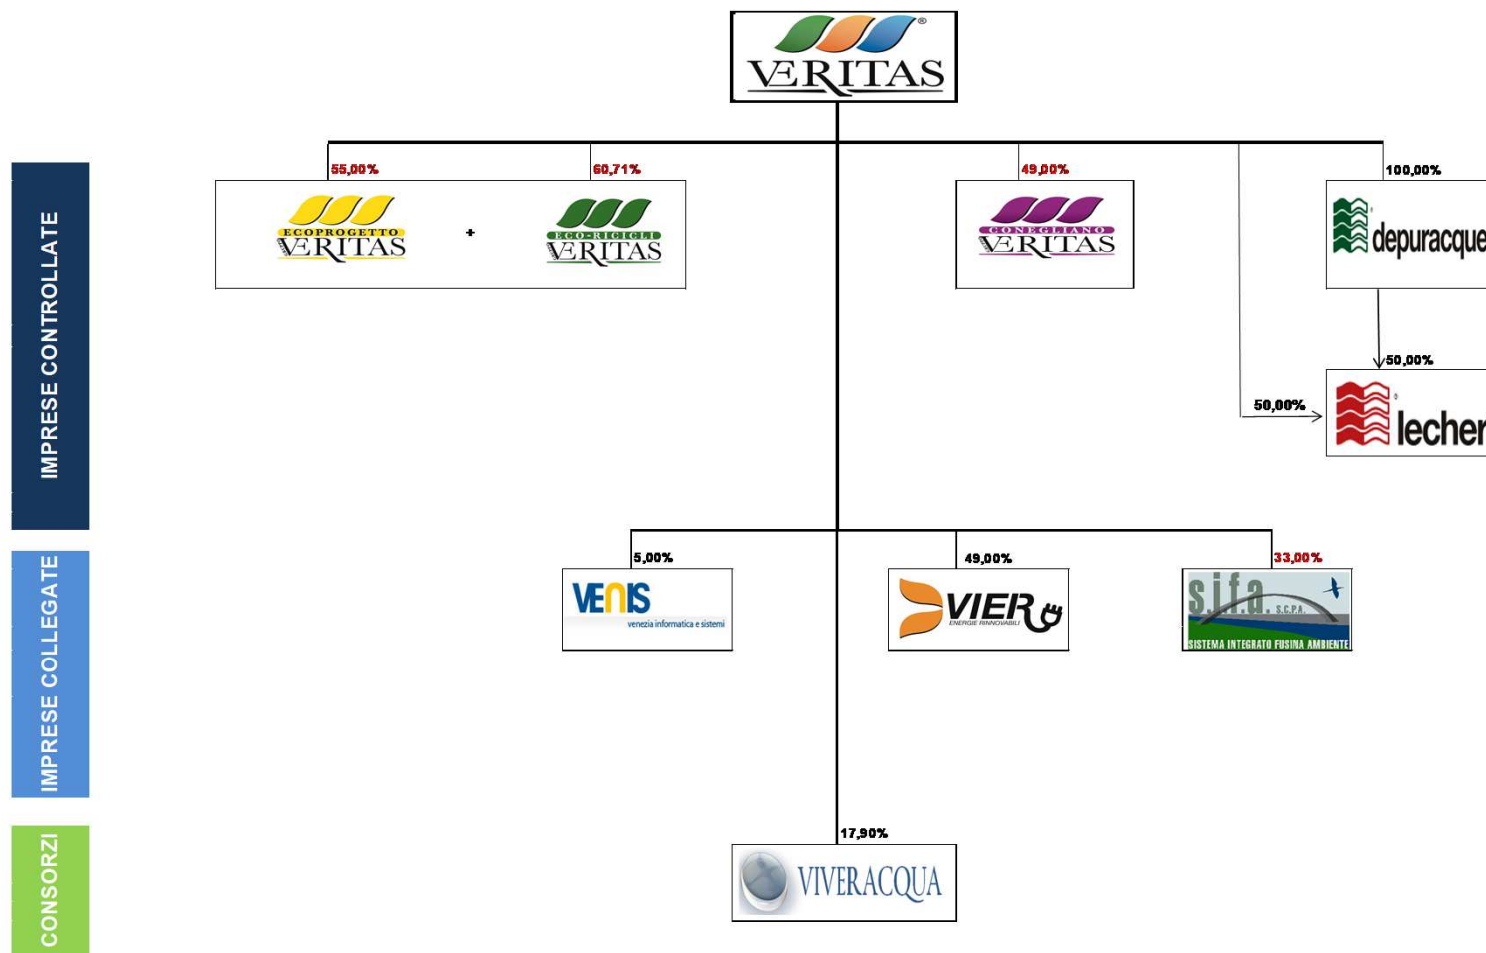 VERITAS ®
IMPRESE CONTROLLATE
55,00%
60,71%
49,00%
100,00%
ECOPROGETTO
VERITAS
+
ECO-RICICLI
VERITAS
CONEGLIANO
VERITAS
depuracque
50,00%
50,00%
lecher
IMPRESE COLLEGATE
5,00%
49,00%
33,00%
VENIS
venezia informatica e sistemi
VIER
ENERGIE RINNOVABILI
s.i.f.a. S.C.P.A.
SISTEMA INTEGRATO FUSINA AMBIENTE
CONSORZI
17,90%
VIVERACQUA